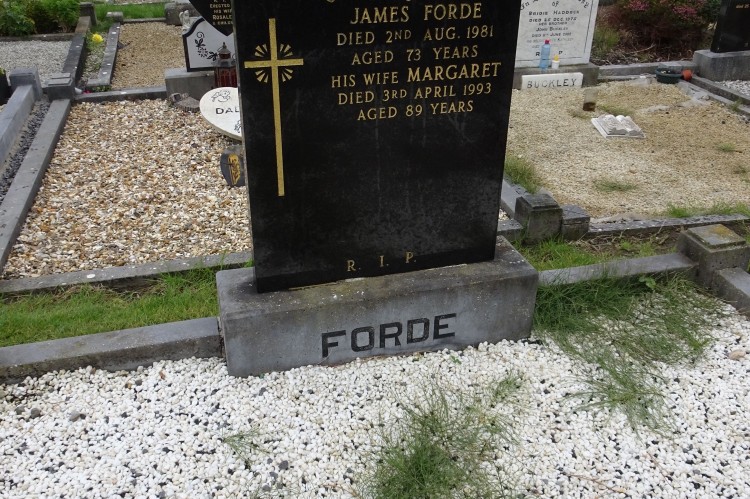 JAMES FORDE
DIED 2ND AUG. 1981
AGED 73 YEARS
HIS WIFE MARGARET
DIED 3RD APRIL 1993
AGED 89 YEARS
R. I. P.
FORDE
BUCKLEY